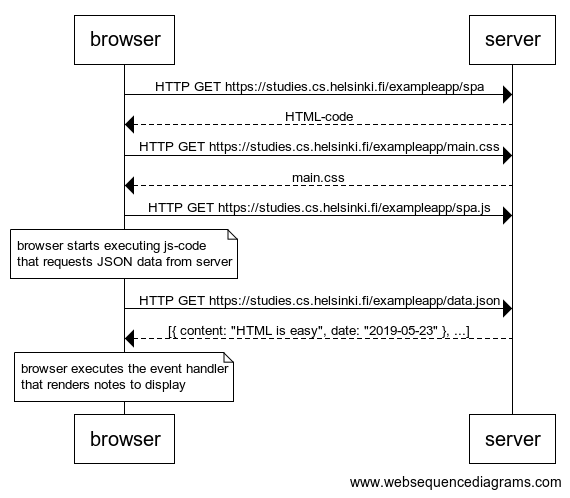 browser
server
HTTP GET https://studies.cs.helsinki.fi/exampleapp/spa
HTML-code
HTTP GET https://studies.cs.helsinki.fi/exampleapp/main.css
main.css
HTTP GET https://studies.cs.helsinki.fi/exampleapp/spa.js
browser starts executing js-code
that requests JSON data from server
HTTP GET https://studies.cs.helsinki.fi/exampleapp/data.json
[{ content: "HTML is easy", date: "2019-05-23" }, ...]
browser executes the event handler
that renders notes to display
browser
server
www.websequencediagrams.com